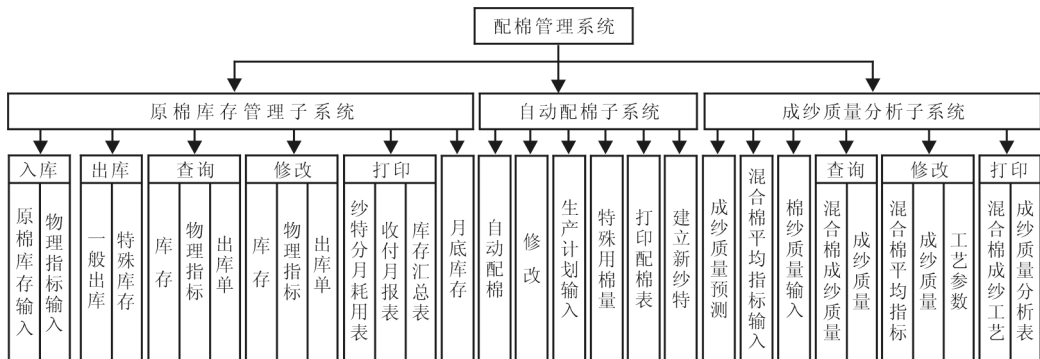 配棉管理系统
原棉库存管理子系统
自动配棉子系统
成纱质量分析子系统
入库
原棉库存输入
物理指标输入
出库
一般出库
特殊库存
查询
库存
物理指标
出库单
修改
库存
物理指标
出库单
打印
纱特分月耗用表
收付月报表
库存汇总表
月底库存
自动配棉
修改
生产计划输入
特殊用棉量
打印配棉表
建立新纱特
成纱质量预测
混合棉平均指标输入
棉纱质量输入
查询
混合棉成纱质量
成纱质量
修改
混合棉平均指标
成纱质量
工艺参数
打印
混合棉成纱工艺
成纱质量分析表